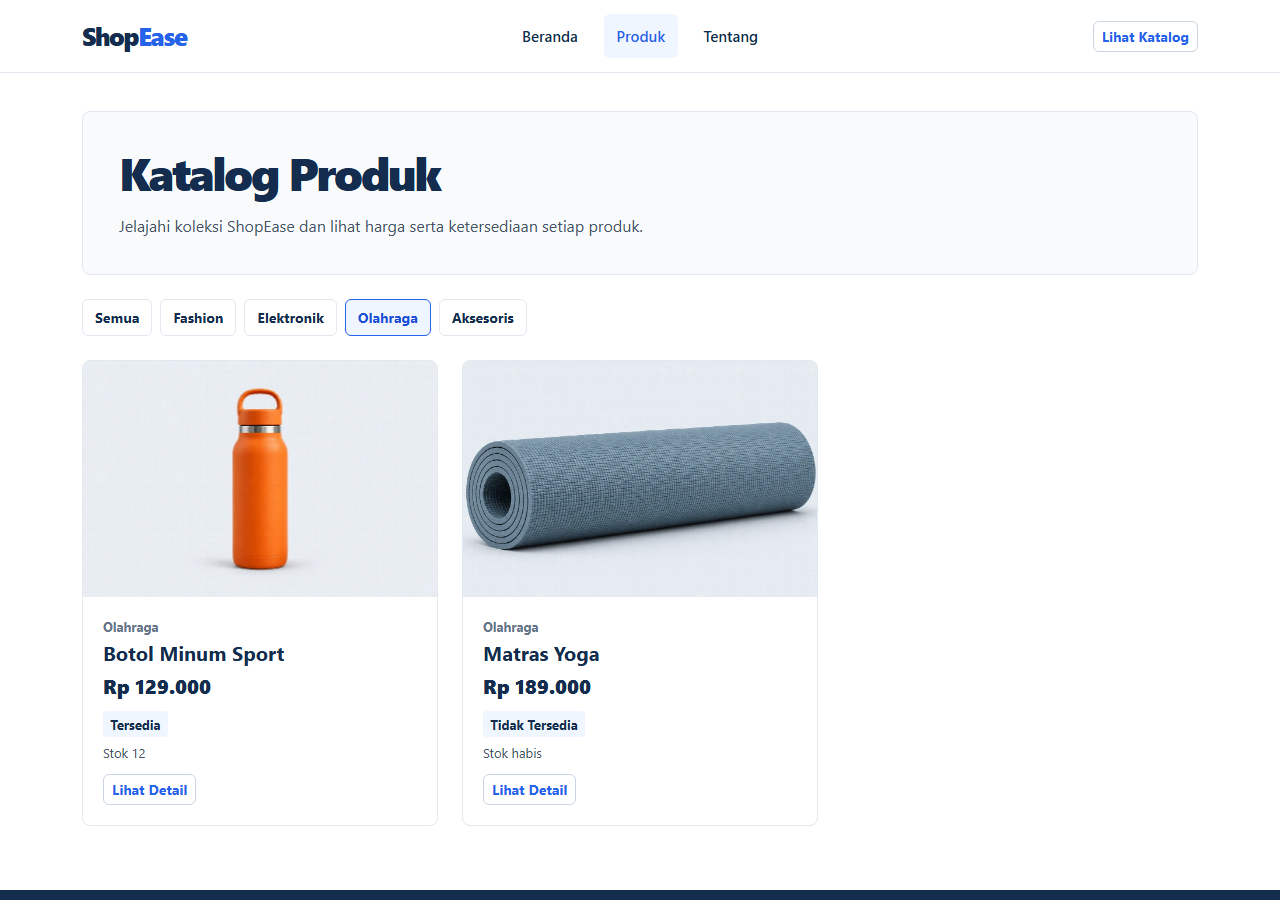 ShopEase
Beranda
Produk
Tentang
Lihat Katalog
Katalog Produk
Jelajahi koleksi ShopEase dan lihat harga serta ketersediaan setiap produk.
Semua
Fashion
Elektronik
Olahraga
Aksesoris
Olahraga
Botol Minum Sport
Rp 129.000
Tersedia
Stok 12
Lihat Detail
Olahraga
Matras Yoga
Rp 189.000
Tidak Tersedia
Stok habis
Lihat Detail